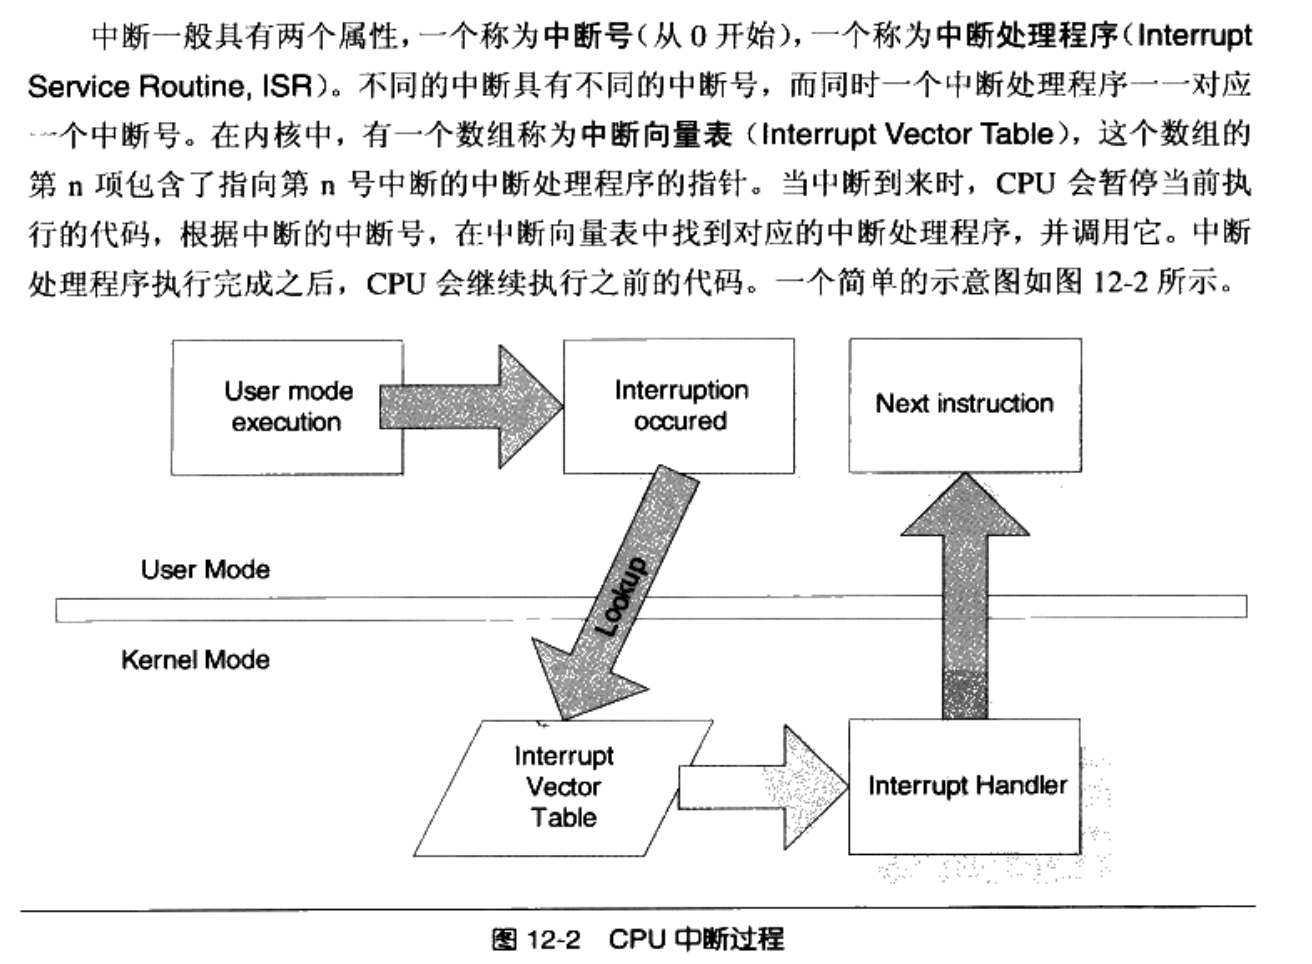 中断一般具有两个属性，一个称为中断号（从 0 开始），一个称为中断处理程序（Interrupt
Service Routine, ISR）。不同的中断具有不同的中断号，而同时一个中断处理程序一一对应
一个中断号。在内核中，有一个数组称为中断向量表（Interrupt Vector Table），这个数组的
第 n 项包含了指向第 n 号中断的中断处理程序的指针。当中断到来时，CPU 会暂停当前执
行的代码，根据中断的中断号，在中断向量表中找到对应的中断处理程序，并调用它。中断
处理程序执行完成之后，CPU 会继续执行之前的代码。一个简单的示意图如图 12-2 所示。
User mode
execution
Interruption
occured
Next instruction
Lookup
User Mode
Kernel Mode
Interrupt
Vector
Table
Interrupt Handler
图 12-2 CPU 中断过程